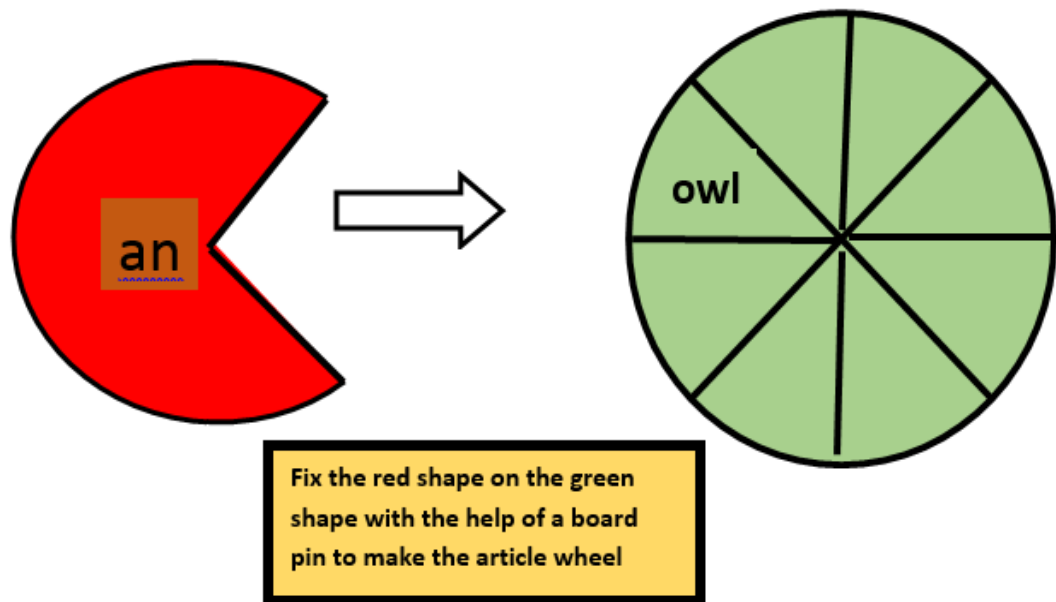 an
owl
Fix the red shape on the green
shape with the help of a board
pin to make the article wheel